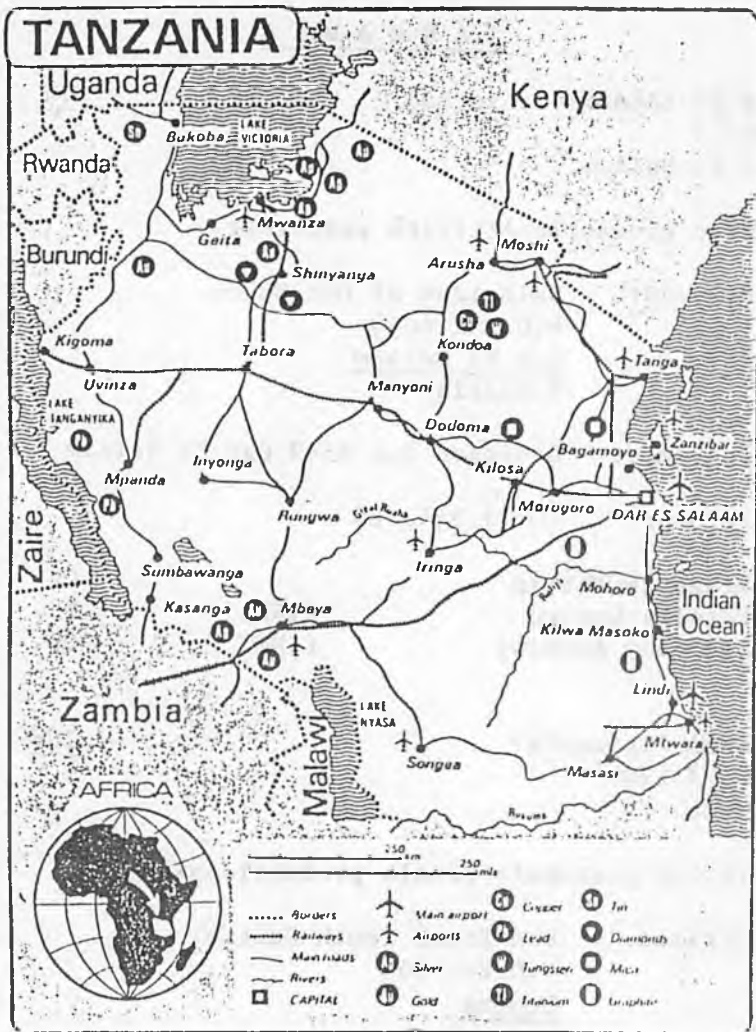 TANZANIA
Uganda
Kenya
Bukoba
LAKE
VICTORIA
Rwanda
Mwanza
Geita
Burundi
Moshi
Arusha
Shinyanga
Kigoma
Kondoa
Tabora
Tanga
Uvinza
Manyoni
LAKE
TANGANYIKA
Dodoma
Zanzibar
Bagamoyo
Inyonga
Kilosa
Mpanda
Morogoro
Rungwa
DAR ES SALAAM
Iringa
Zaire
Sumbawanga
Mohoro
Kasanga
Mbeya
Indian
Ocean
Kilwa Masoko
Zambia
Lindi
LAKE
NYASA
Malawi
Mtwara
Songea
Masasi
AFRICA
250
km
250
mls
Borders
Main airport
Copper
Tin
Railways
Airports
Lead
Diamonds
Main roads
Silver
Tungsten
Mica
Rivers
CAPITAL
Gold
Titanium
Graphite